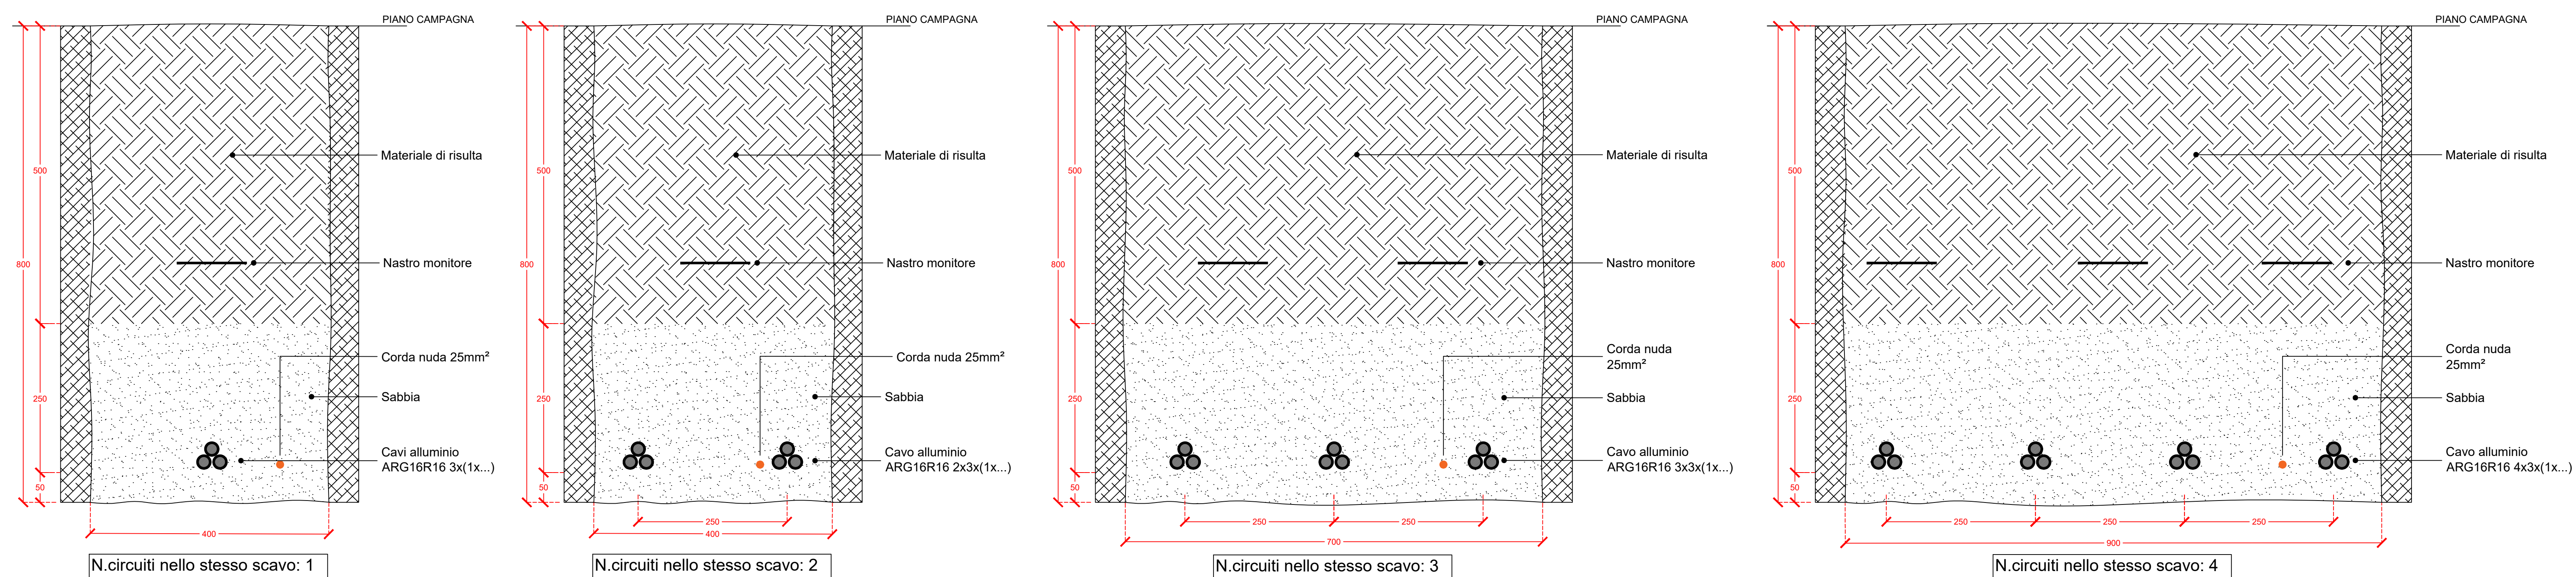 PIANO CAMPAGNA
800
500
250
50
Materiale di risulta
Nastro monitore
Corda nuda 25mm²
Sabbia
Cavi alluminio
ARG16R16 3x(1x...)
400
N.circuiti nello stesso scavo: 1
PIANO CAMPAGNA
800
500
250
50
Materiale di risulta
Nastro monitore
Corda nuda 25mm²
Sabbia
Cavo alluminio
ARG16R16 2x3x(1x...)
250
400
N.circuiti nello stesso scavo: 2
PIANO CAMPAGNA
800
500
250
50
Materiale di risulta
Nastro monitore
Corda nuda
25mm²
Sabbia
Cavo alluminio
ARG16R16 3x3x(1x...)
250
250
700
N.circuiti nello stesso scavo: 3
PIANO CAMPAGNA
800
500
250
50
Materiale di risulta
Nastro monitore
Corda nuda
25mm²
Sabbia
Cavo alluminio
ARG16R16 4x3x(1x...)
250
250
250
900
N.circuiti nello stesso scavo: 4